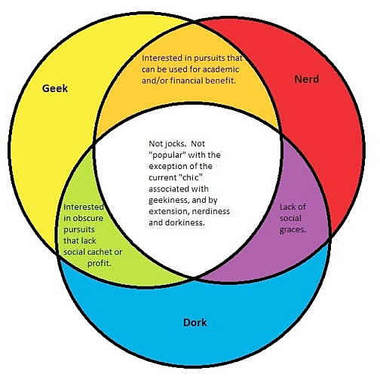 Interested in pursuits that
can be used for academic
and/or financial benefit.
Geek
Nerd
Not jocks.  Not
"popular" with the
exception of the
current "chic"
associated with
geekiness, and by
extension, nerdiness
and dorkiness.
Interested
in obscure
pursuits
that lack
social cachet or
profit.
Lack of
social
graces.
Dork